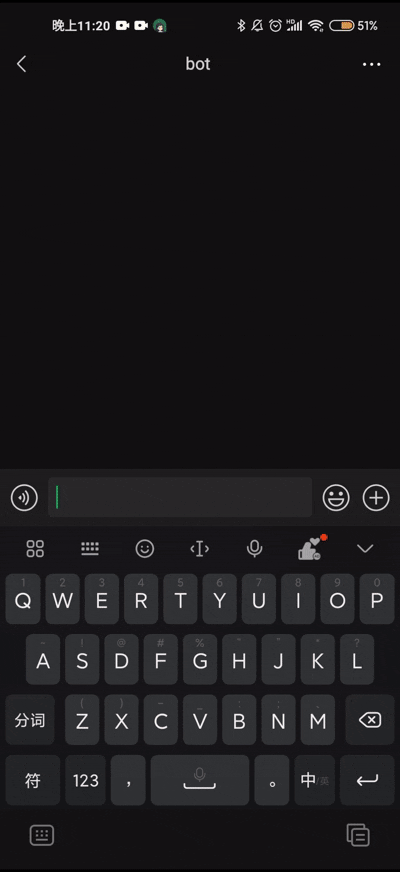 晚上11:20 HD 51%
bot
1 2 3 4 5 6 7 8 9 0
Q W E R T Y U I O P
~ ! @ # % " " * ?
A S D F G H J K L
( ) - _ : ; 、
分词 Z X C V B N M
符 123 , 。 中/英